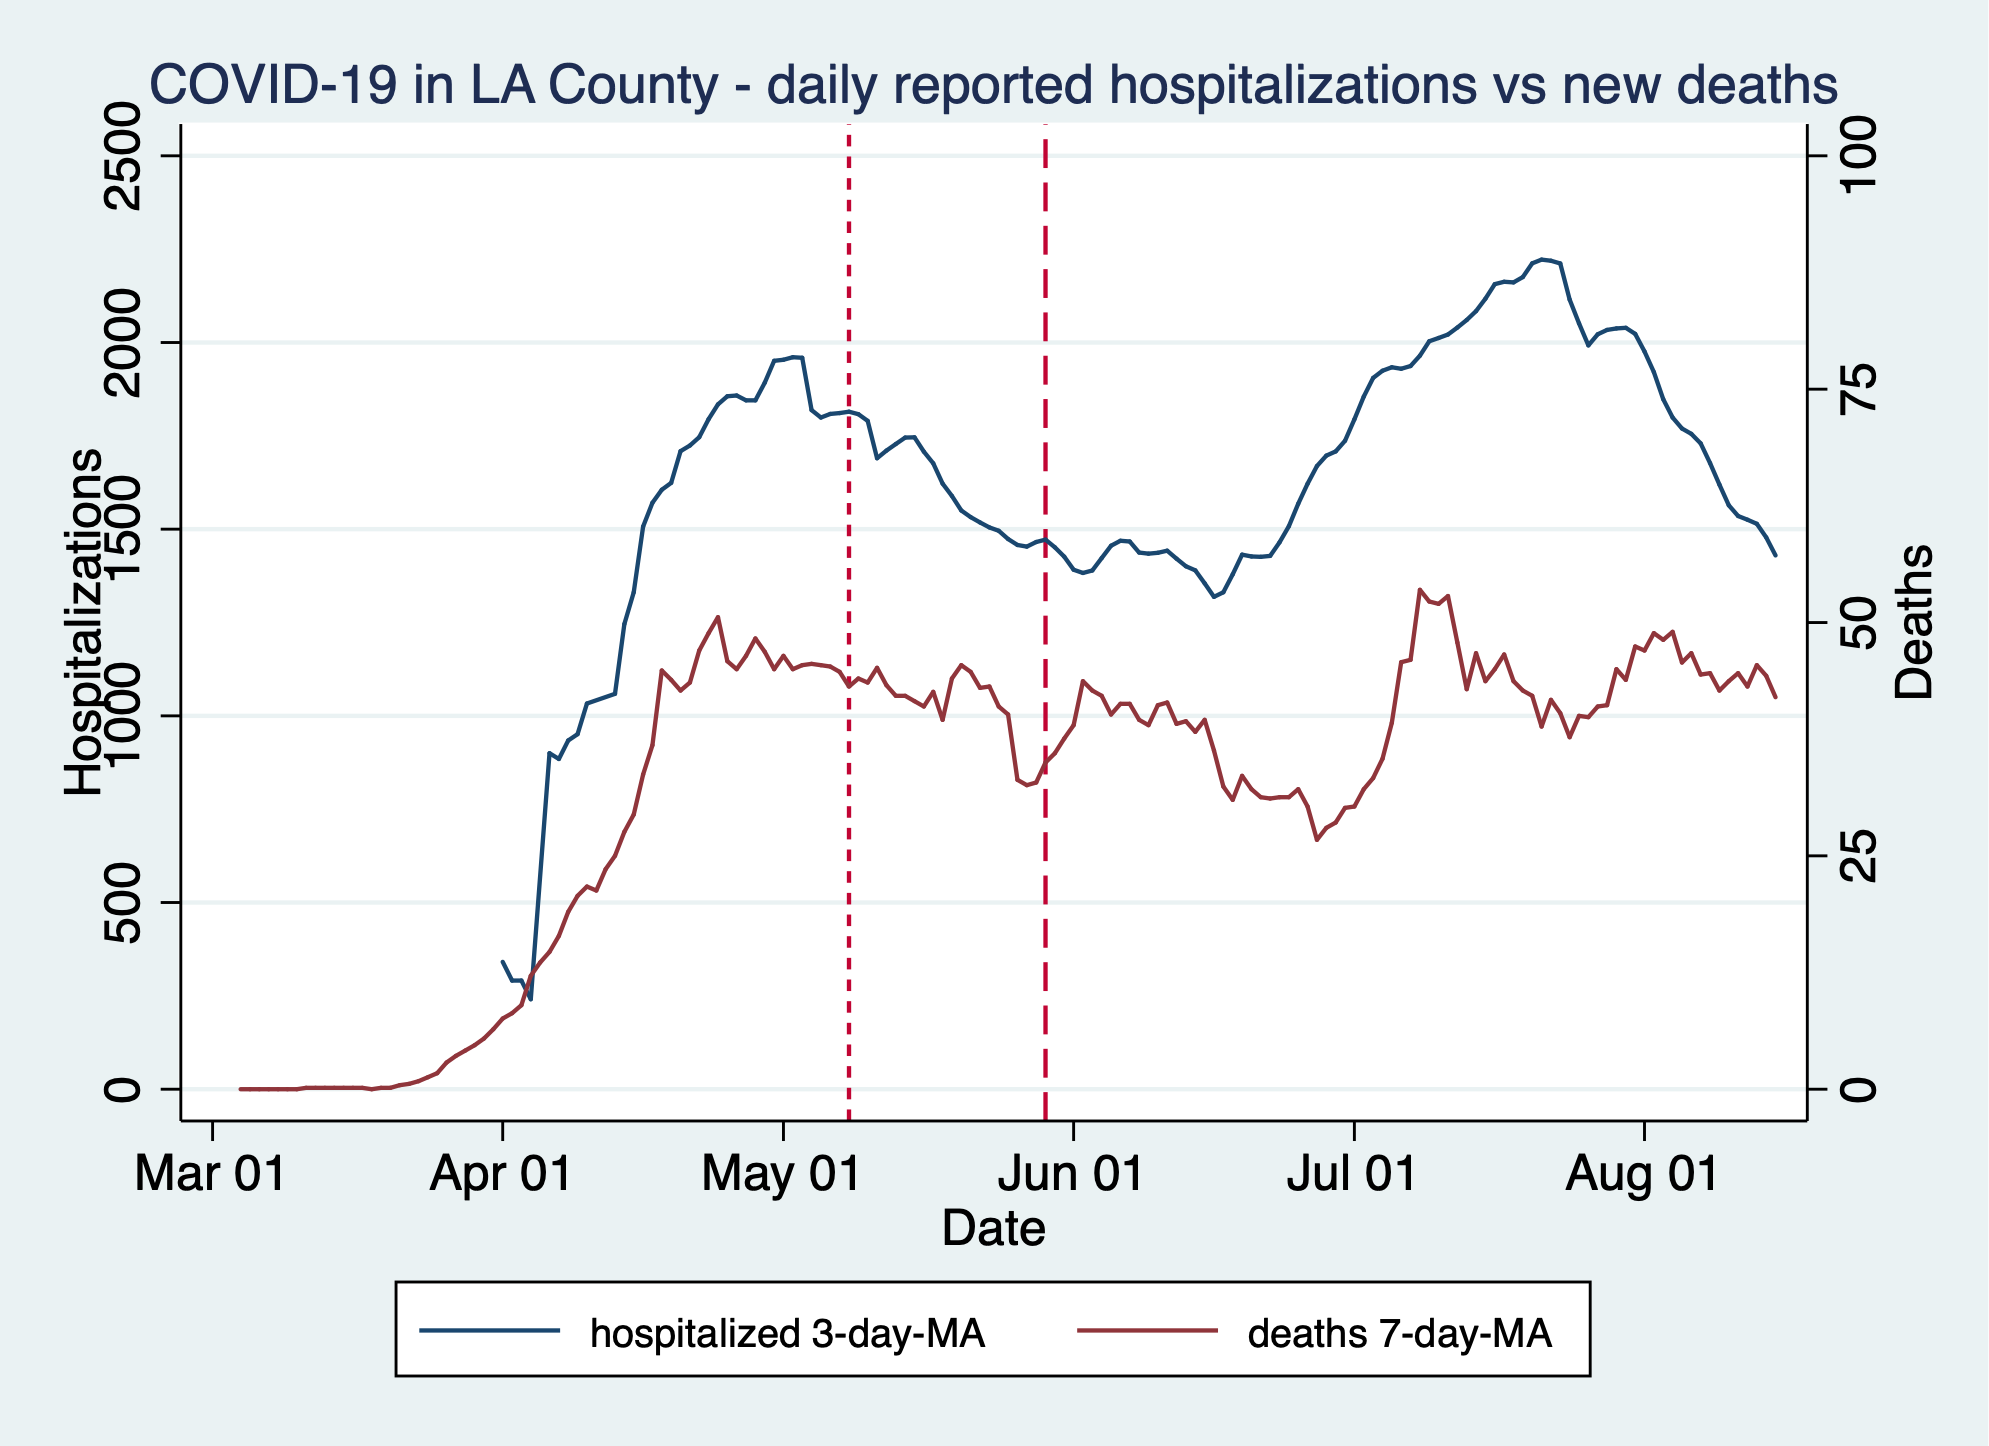 COVID-19 in LA County - daily reported hospitalizations vs new deaths
Hospitalizations
2500
2000
1500
1000
500
0
100
75
50
25
0
Deaths
Mar 01 Apr 01 May 01 Jun 01 Jul 01 Aug 01
Date
hospitalized 3-day-MA deaths 7-day-MA